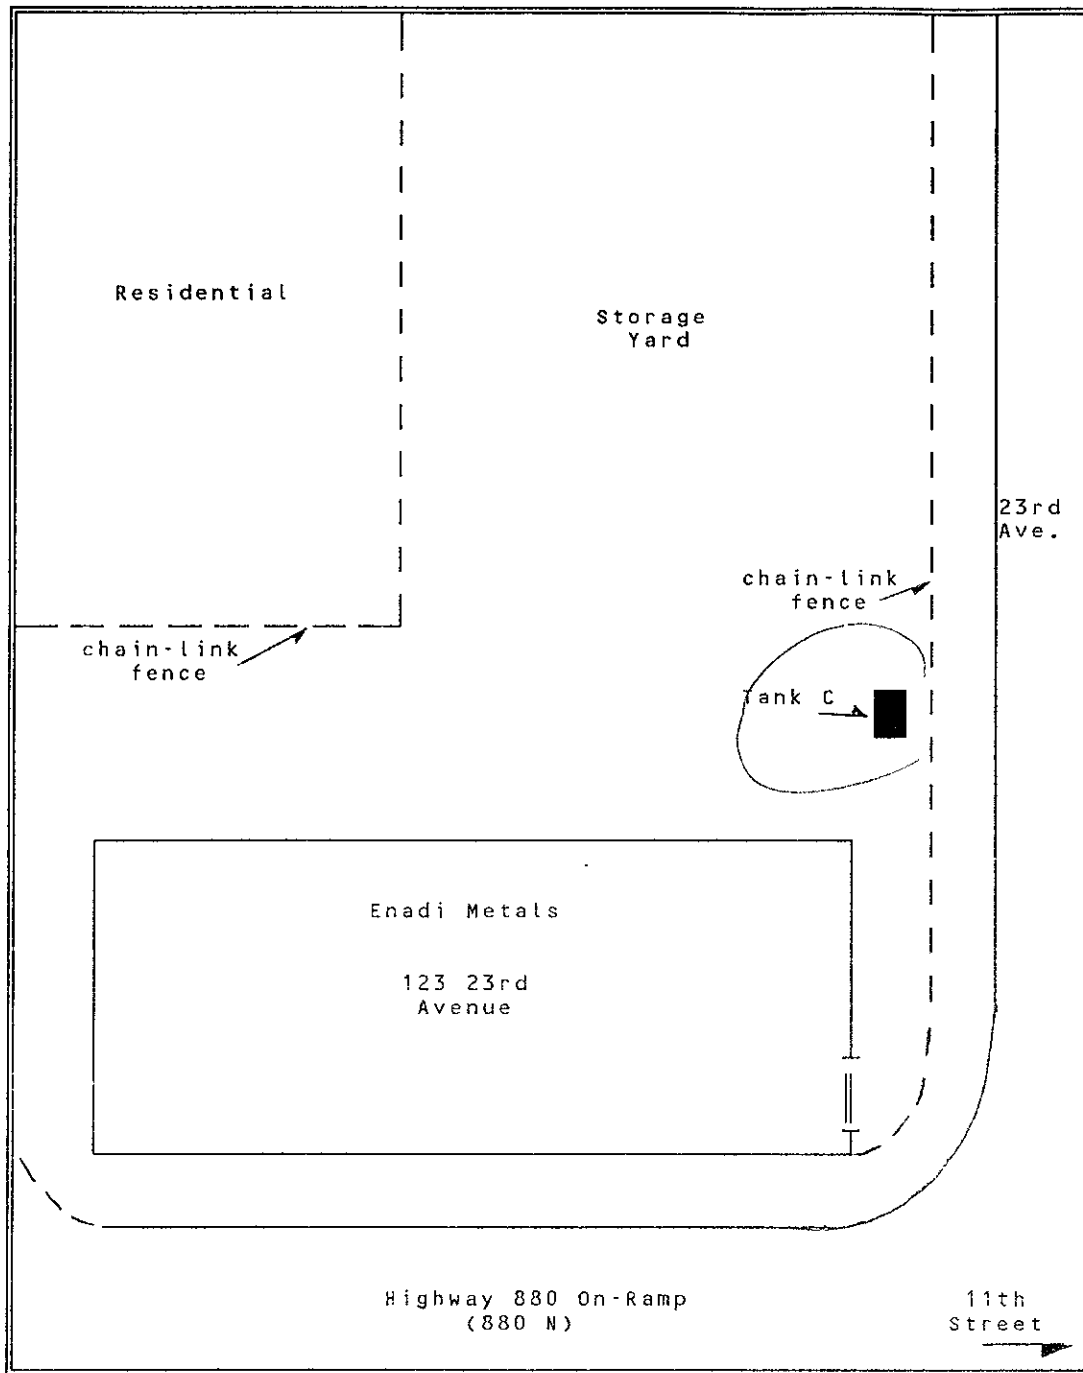 Residential
Storage
Yard
23rd
Ave.
chain-link
fence
chain-link
fence
Tank C
Enadi Metals
123 23rd
Avenue
Highway 880 On-Ramp
(880 N)
11th
Street